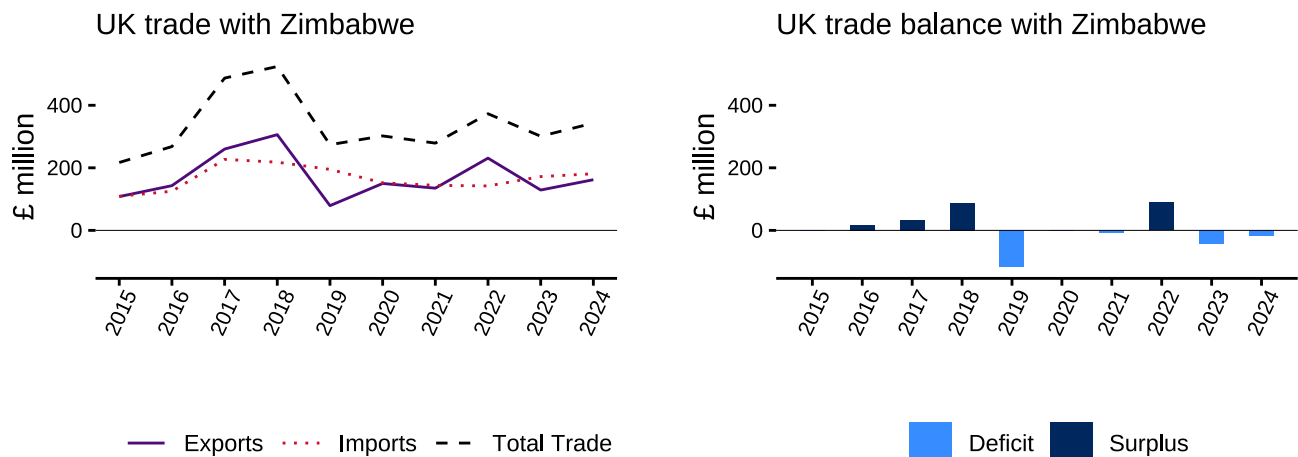 UK trade with Zimbabwe
£ million
400
200
0
2015 2016 2017 2018 2019 2020 2021 2022 2023 2024
Exports Imports Total Trade
UK trade balance with Zimbabwe
£ million
400
200
0
2015 2016 2017 2018 2019 2020 2021 2022 2023 2024
Deficit Surplus